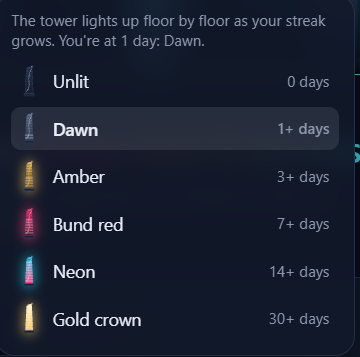 The tower lights up floor by floor as your streak
grows. You're at 1 day: Dawn.
Unlit 0 days
Dawn 1+ days
Amber 3+ days
Bund red 7+ days
Neon 14+ days
Gold crown 30+ days